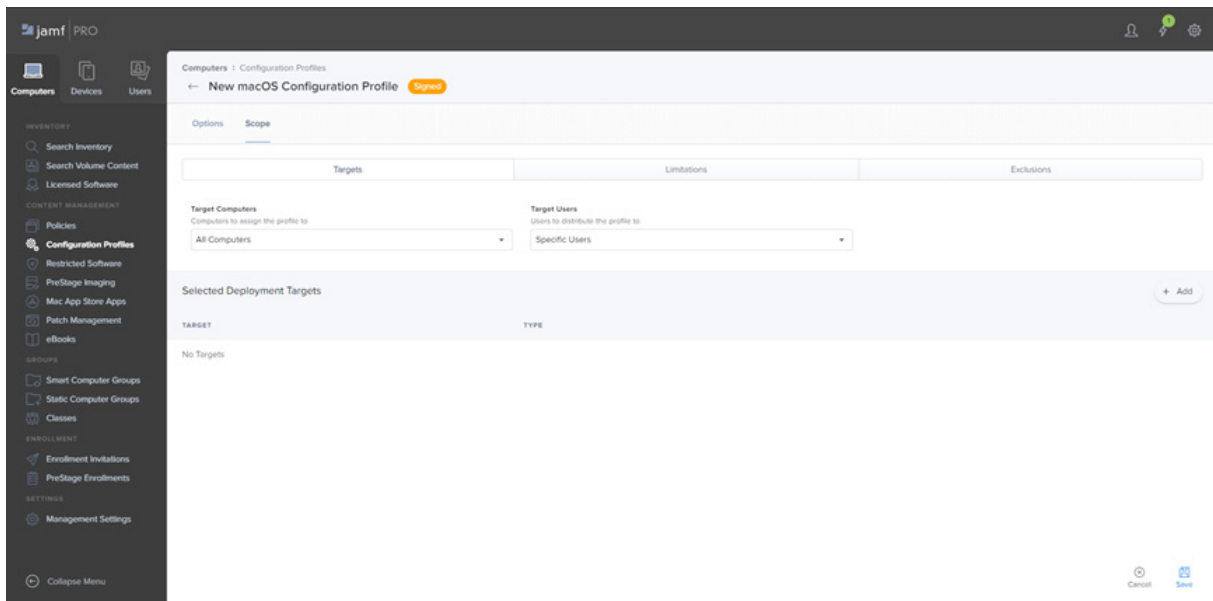 jamf PRO
1
Computers Devices Users
Computers : Configuration Profiles
← New macOS Configuration Profile Signed
Options Scope
INVENTORY
Search Inventory
Search Volume Content
Licensed Software
CONTENT MANAGEMENT
Policies
Configuration Profiles
Restricted Software
PreStage Imaging
Mac App Store Apps
Patch Management
eBooks
GROUPS
Smart Computer Groups
Static Computer Groups
Classes
ENROLLMENT
Enrollment Invitations
PreStage Enrollments
SETTINGS
Management Settings
Collapse Menu
Targets Limitations Exclusions
Target Computers
Computers to assign the profile to
All Computers
Target Users
Users to distribute the profile to
Specific Users
Selected Deployment Targets
+ Add
TARGET TYPE
No Targets
Cancel Save